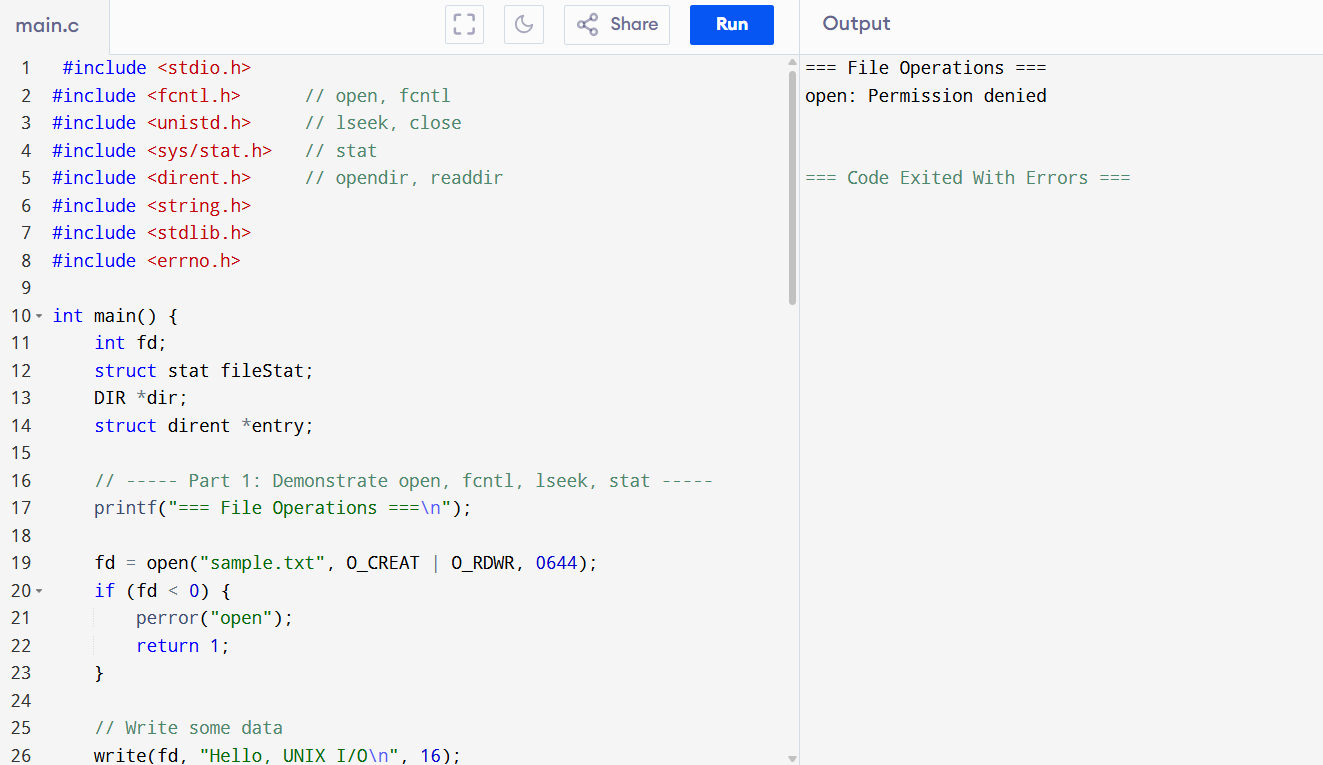 main.c
Share
Run
Output
1 #include <stdio.h>
2 #include <fcntl.h>      // open, fcntl
3 #include <unistd.h>     // lseek, close
4 #include <sys/stat.h>   // stat
5 #include <dirent.h>     // opendir, readdir
6 #include <string.h>
7 #include <stdlib.h>
8 #include <errno.h>
9
10 int main() {
11     int fd;
12     struct stat fileStat;
13     DIR *dir;
14     struct dirent *entry;
15
16     // ----- Part 1: Demonstrate open, fcntl, lseek, stat -----
17     printf("=== File Operations ===\n");
18
19     fd = open("sample.txt", O_CREAT | O_RDWR, 0644);
20     if (fd < 0) {
21         perror("open");
22         return 1;
23     }
24
25     // Write some data
26     write(fd, "Hello, UNIX I/O\n", 16);
=== File Operations ===
open: Permission denied
=== Code Exited With Errors ===